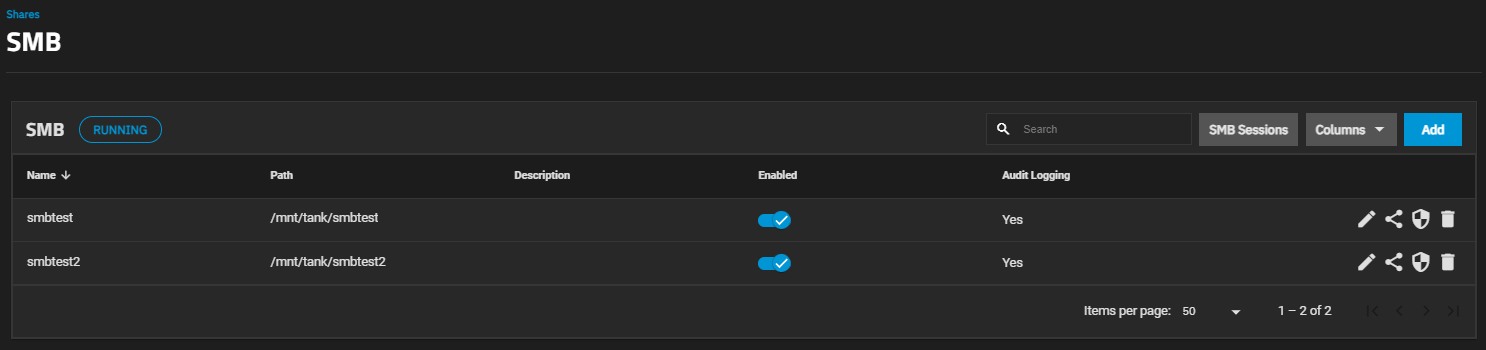 Shares
SMB
SMB RUNNING Search SMB Sessions Columns Add
Name Path Description Enabled Audit Logging
smbtest /mnt/tank/smbtest Yes
smbtest2 /mnt/tank/smbtest2 Yes
Items per page: 50 1 – 2 of 2